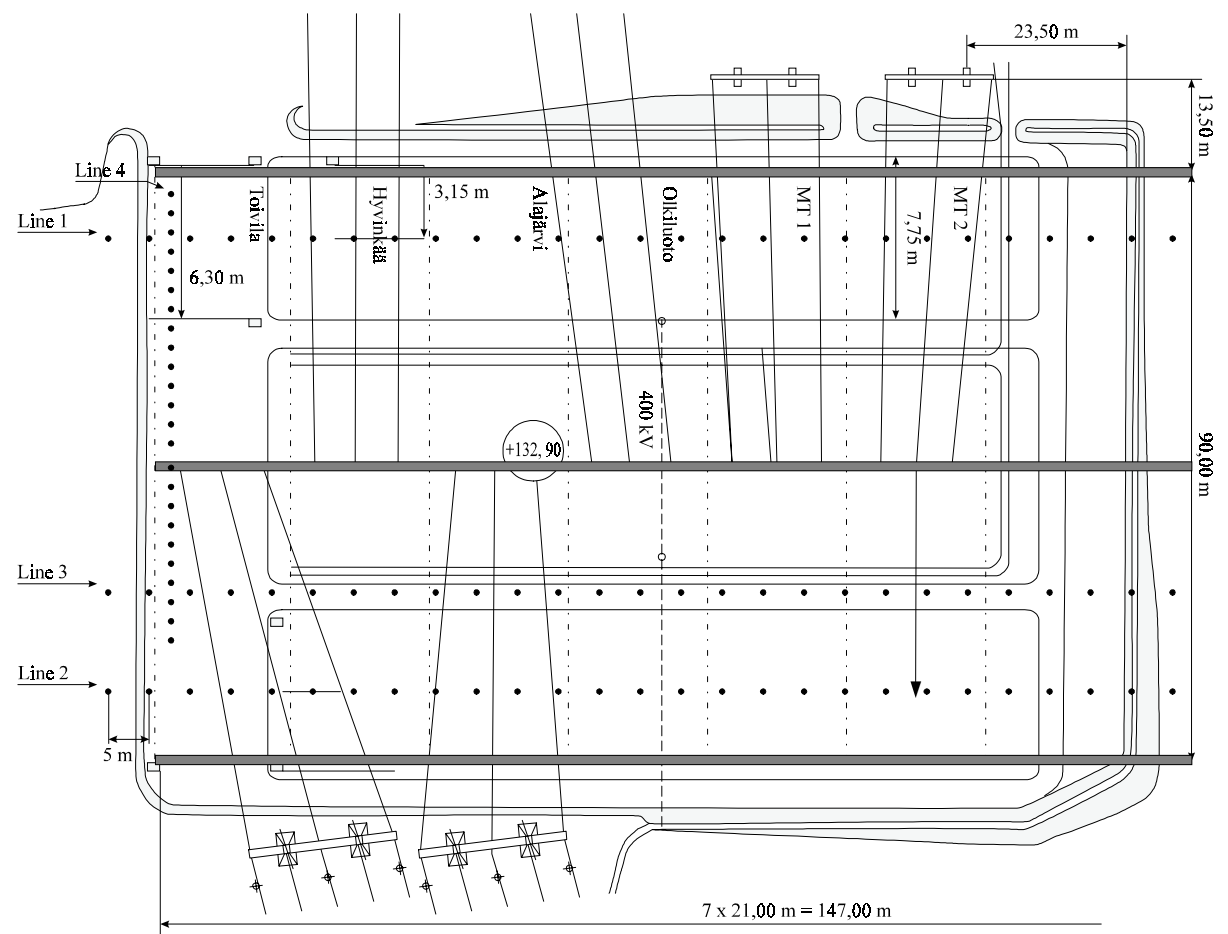 23,50 m
13,50 m
Line 4
3,15 m
Toivila
Hyvinkää
Alajärvi
Olkiluoto
MT 1
MT 2
Line 1
7,75 m
6,30 m
400 kV
+132, 90
90,00 m
Line 3
Line 2
5 m
7 x 21,00 m = 147,00 m